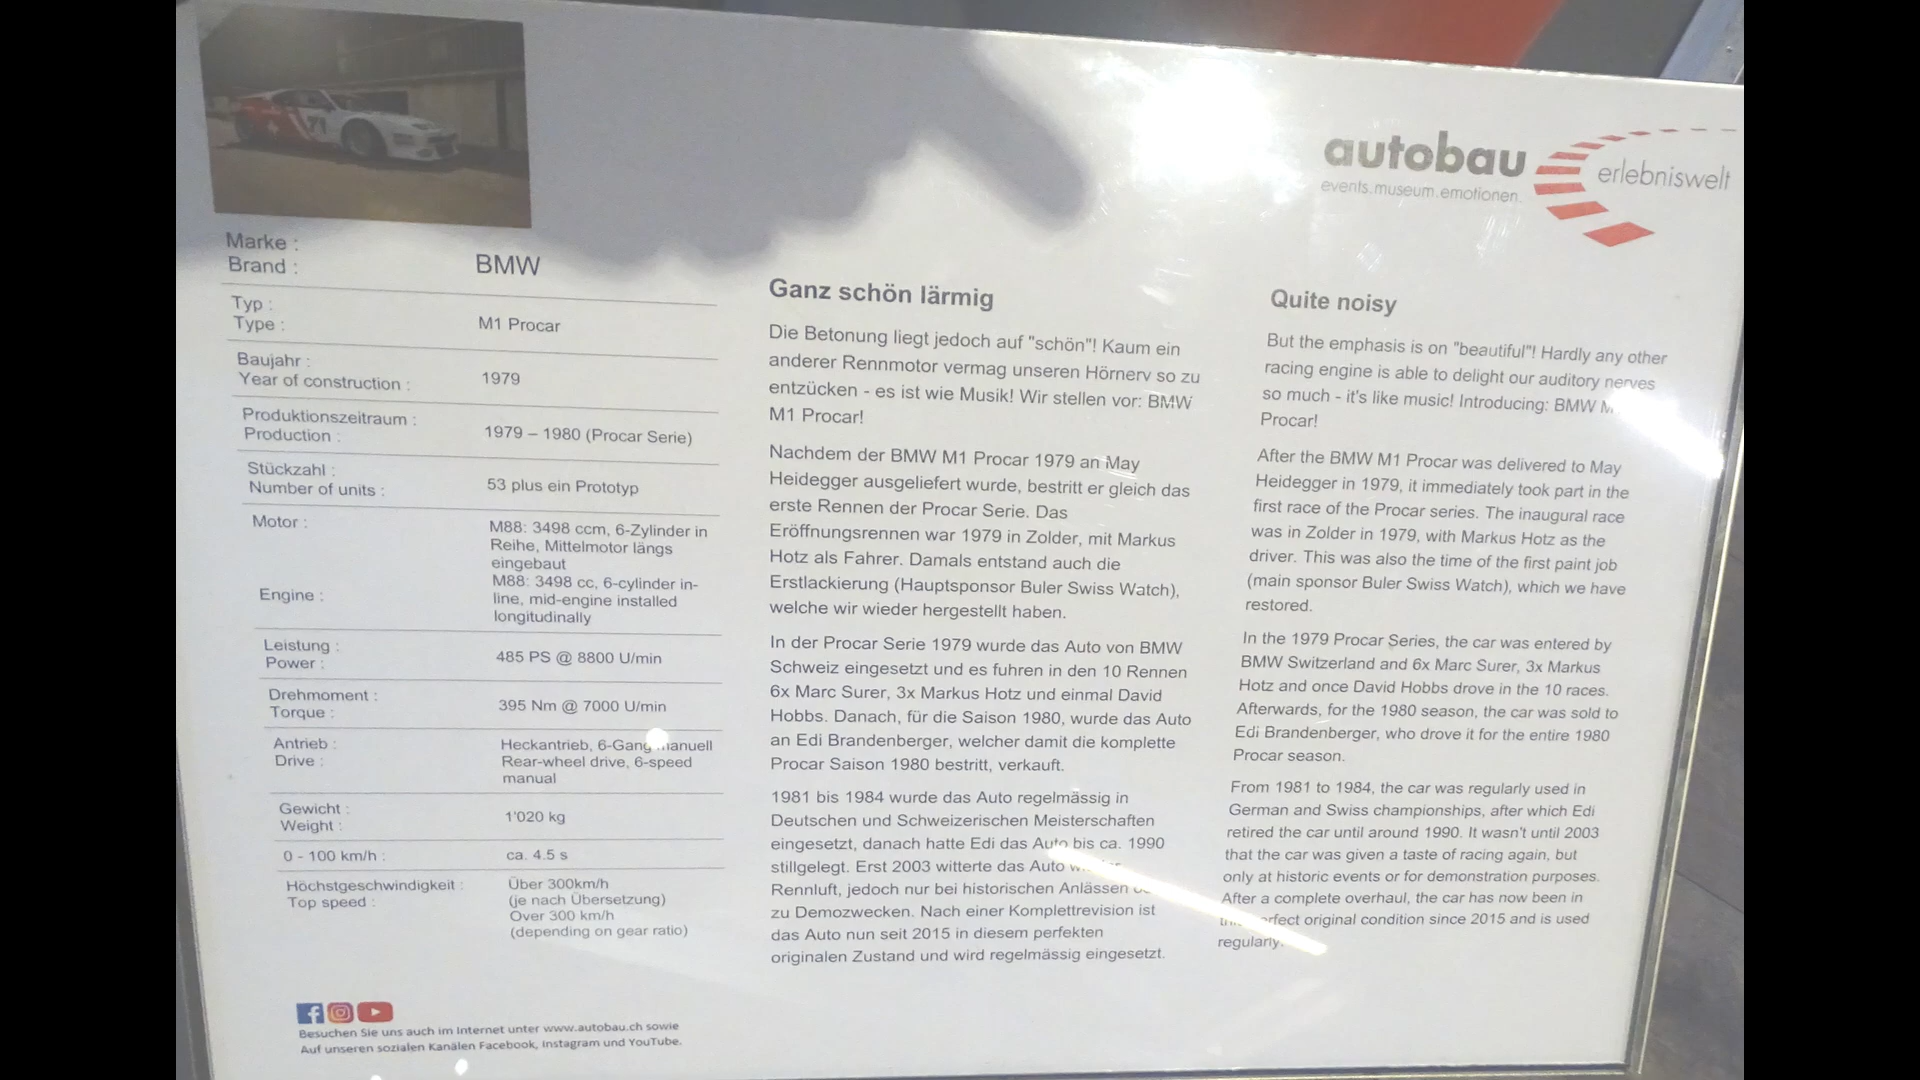 autobau
erlebniswelt
events.museum.emotionen.
71
Marke :
Brand :
BMW
Typ :
Type :
M1 Procar
Baujahr :
Year of construction :
1979
Produktionszeitraum :
Production :
1979 – 1980 (Procar Serie)
Stückzahl :
Number of units :
53 plus ein Prototyp
Motor :
M88: 3498 ccm, 6-Zylinder in
Reihe, Mittelmotor längs
eingebaut
Engine :
M88: 3498 cc, 6-cylinder in-
line, mid-engine installed
longitudinally
Leistung :
Power :
485 PS @ 8800 U/min
Drehmoment :
Torque :
395 Nm @ 7000 U/min
Antrieb :
Drive :
Heckantrieb, 6-Gang manuell
Rear-wheel drive, 6-speed
manual
Gewicht :
Weight :
1'020 kg
0 - 100 km/h :
ca. 4.5 s
Höchstgeschwindigkeit :
Top speed :
Über 300km/h
(je nach Übersetzung)
Over 300 km/h
(depending on gear ratio)
Besuchen Sie uns auch im Internet unter www.autobau.ch sowie
Auf unseren sozialen Kanälen Facebook, Instagram und YouTube.
Ganz schön lärmig
Die Betonung liegt jedoch auf "schön"! Kaum ein
anderer Rennmotor vermag unseren Hörnerv so zu
entzücken - es ist wie Musik! Wir stellen vor: BMW
M1 Procar!
Nachdem der BMW M1 Procar 1979 an May
Heidegger ausgeliefert wurde, bestritt er gleich das
erste Rennen der Procar Serie. Das
Eröffnungsrennen war 1979 in Zolder, mit Markus
Hotz als Fahrer. Damals entstand auch die
Erstlackierung (Hauptsponsor Buler Swiss Watch),
welche wir wieder hergestellt haben.
In der Procar Serie 1979 wurde das Auto von BMW
Schweiz eingesetzt und es fuhren in den 10 Rennen
6x Marc Surer, 3x Markus Hotz und einmal David
Hobbs. Danach, für die Saison 1980, wurde das Auto
an Edi Brandenberger, welcher damit die komplette
Procar Saison 1980 bestritt, verkauft.
1981 bis 1984 wurde das Auto regelmässig in
Deutschen und Schweizerischen Meisterschaften
eingesetzt, danach hatte Edi das Auto bis ca. 1990
stillgelegt. Erst 2003 witterte das Auto
Rennluft, jedoch nur bei historischen Anlässen
zu Demozwecken. Nach einer Komplettrevision ist
das Auto nun seit 2015 in diesem perfekten
originalen Zustand und wird regelmässig eingesetzt.
Quite noisy
But the emphasis is on "beautiful"! Hardly any other
racing engine is able to delight our auditory nerves
so much - it's like music! Introducing: BMW
Procar!
After the BMW M1 Procar was delivered to May
Heidegger in 1979, it immediately took part in the
first race of the Procar series. The inaugural race
was in Zolder in 1979, with Markus Hotz as the
driver. This was also the time of the first paint job
(main sponsor Buler Swiss Watch), which we have
restored.
In the 1979 Procar Series, the car was entered by
BMW Switzerland and 6x Marc Surer, 3x Markus
Hotz and once David Hobbs drove in the 10 races.
Afterwards, for the 1980 season, the car was sold to
Edi Brandenberger, who drove it for the entire 1980
Procar season.
From 1981 to 1984, the car was regularly used in
German and Swiss championships, after which Edi
retired the car until around 1990. It wasn't until 2003
that the car was given a taste of racing again, but
only at historic events or for demonstration purposes.
After a complete overhaul, the car has now been in
perfect original condition since 2015 and is used
regularly.